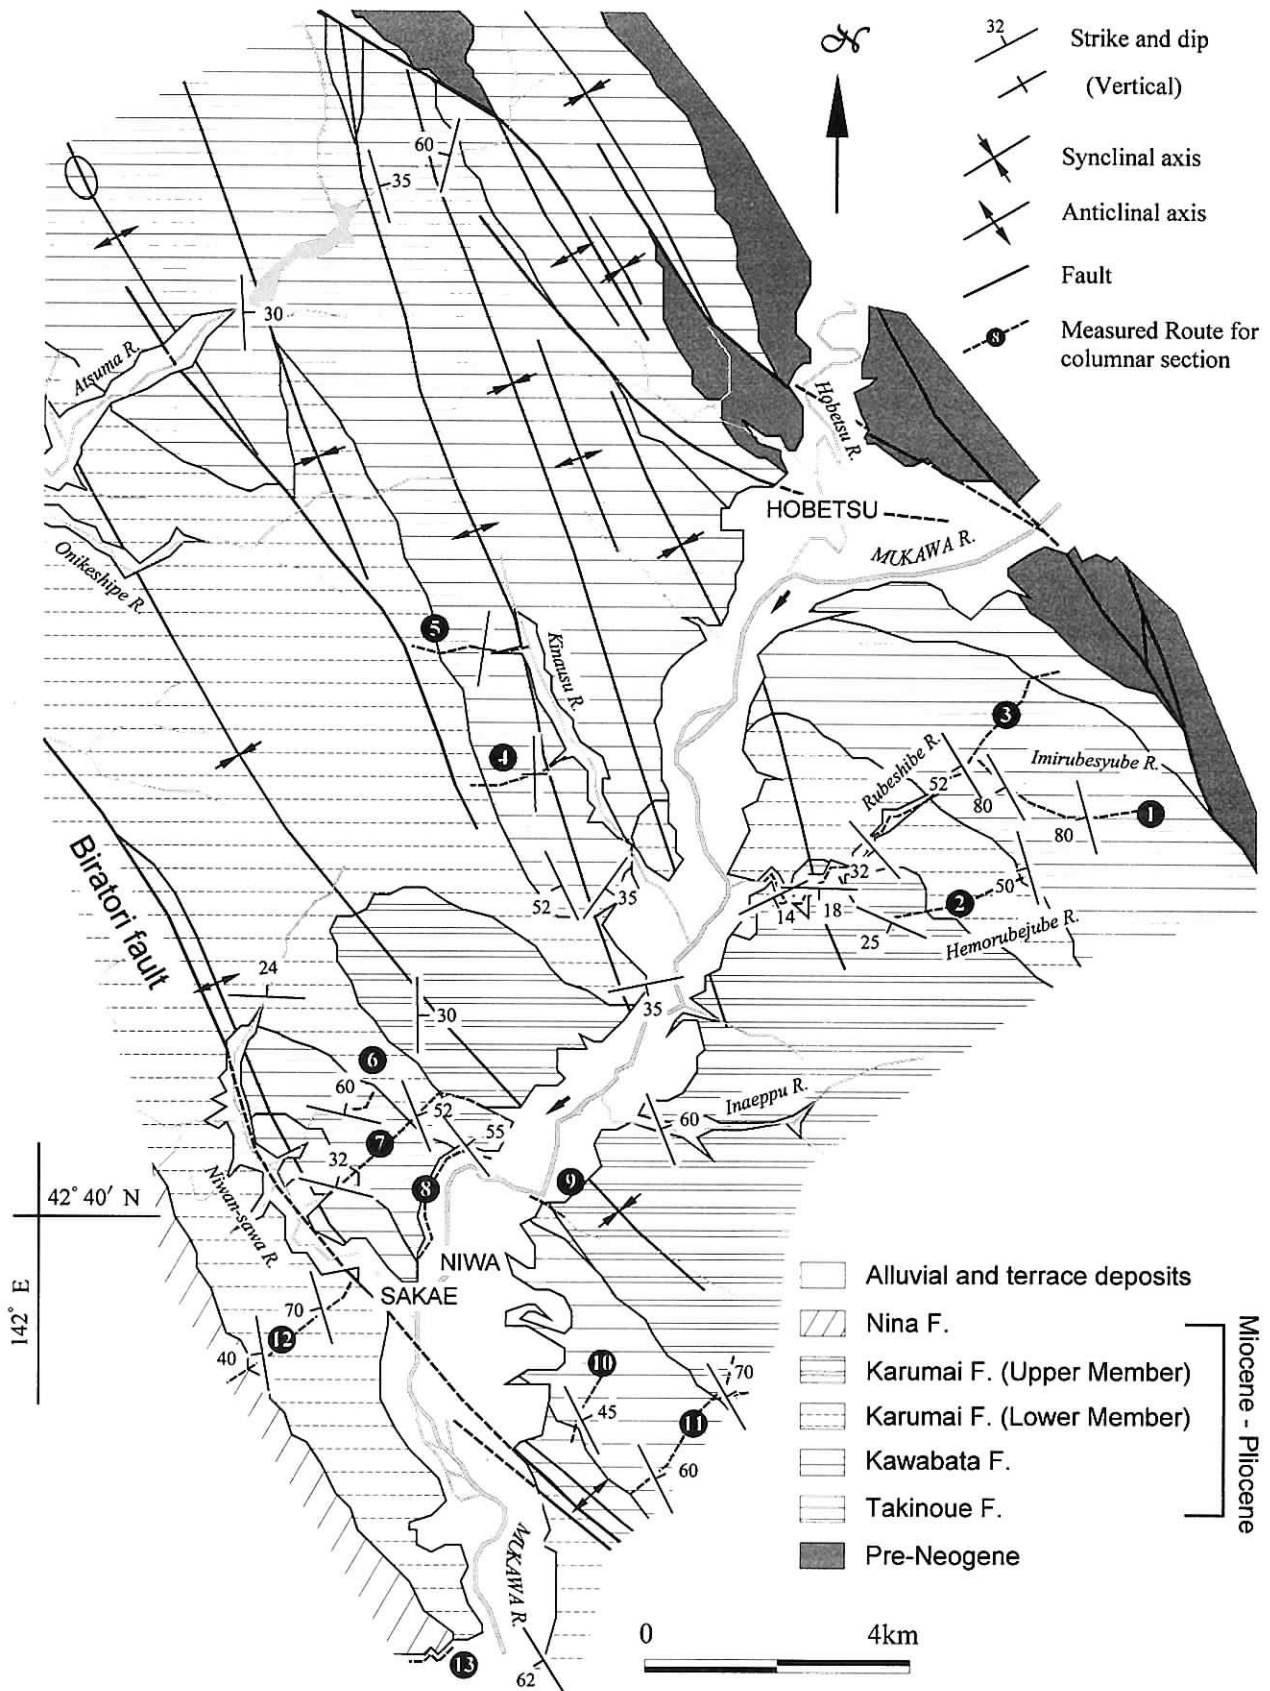 32
Strike and dip
(Vertical)
Synclinal axis
Anticlinal axis
Fault
8
Measured Route for
columnar section
60
35
30
Atsuma R.
Hobetsu R.
HOBETSU
MUKAWA R.
Onikeshipe R.
5
Kinausu R.
4
3
Rubeshibe R.
Imirubesyube R.
52
80
80
1
Biratori fault
52
35
32
14
18
25
50
2
Hemorubejube R.
24
30
35
6
60
52
55
Inaeppu R.
60
7
32
8
9
42° 40′ N
142° E
Niwan-sawa R.
NIWA
SAKAE
70
12
40
10
45
70
11
60
MUKAWA R.
13
62
Alluvial and terrace deposits
Nina F.
Karumai F. (Upper Member)
Karumai F. (Lower Member)
Kawabata F.
Takinoue F.
Pre-Neogene
Miocene - Pliocene
0
4km